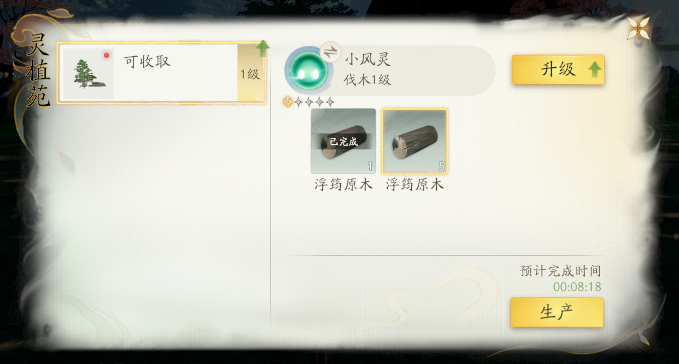 灵植苑
可收取
1级
小风灵
伐木1级
升级
已完成
1
5
浮筠原木
浮筠原木
预计完成时间
00:08:18
生产